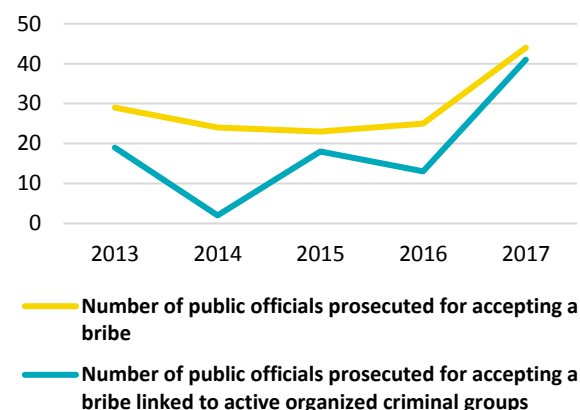 50
40
30
20
10
0
2013 2014 2015 2016 2017
Number of public officials prosecuted for accepting a
bribe
Number of public officials prosecuted for accepting a
bribe linked to active organized criminal groups